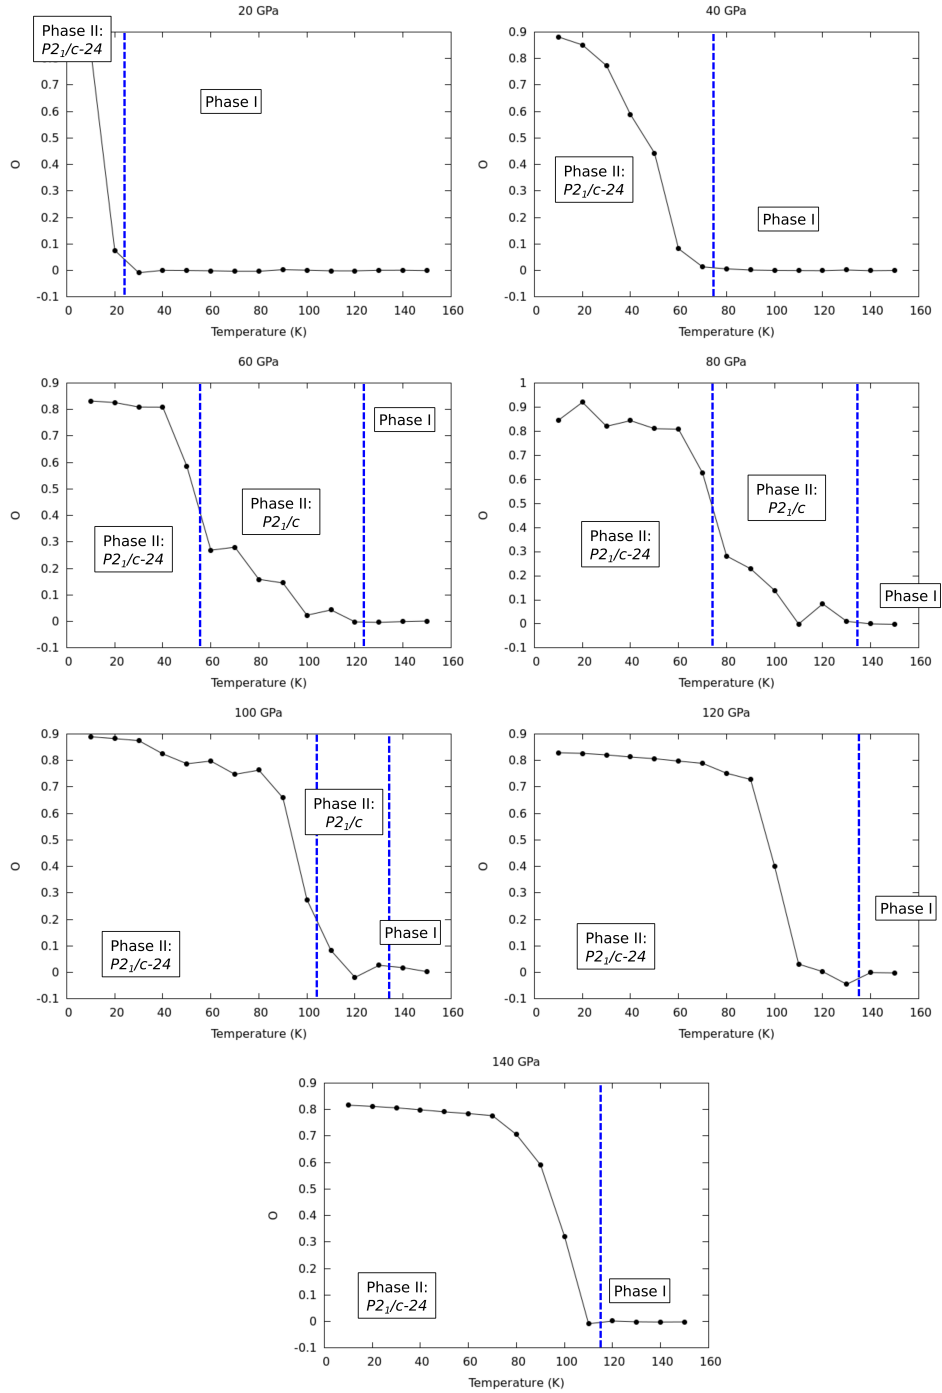 20 GPa
Phase II:
P2₁/c-24
Phase I
0.7
0.6
0.5
0.4
0.3
0.2
0.1
0
-0.1
O
0 20 40 60 80 100 120 140 160
Temperature (K)
40 GPa
0.9
0.8
0.7
0.6
0.5
0.4
0.3
0.2
0.1
0
-0.1
O
Phase II:
P2₁/c-24
Phase I
0 20 40 60 80 100 120 140 160
Temperature (K)
60 GPa
0.9
0.8
0.7
0.6
0.5
0.4
0.3
0.2
0.1
0
-0.1
O
Phase I
Phase II:
P2₁/c
Phase II:
P2₁/c-24
0 20 40 60 80 100 120 140 160
Temperature (K)
80 GPa
1
0.9
0.8
0.7
0.6
0.5
0.4
0.3
0.2
0.1
0
-0.1
O
Phase II:
P2₁/c
Phase II:
P2₁/c-24
Phase I
0 20 40 60 80 100 120 140 160
Temperature (K)
100 GPa
0.9
0.8
0.7
0.6
0.5
0.4
0.3
0.2
0.1
0
-0.1
O
Phase II:
P2₁/c
Phase I
Phase II:
P2₁/c-24
0 20 40 60 80 100 120 140 160
Temperature (K)
120 GPa
0.9
0.8
0.7
0.6
0.5
0.4
0.3
0.2
0.1
0
-0.1
O
Phase I
Phase II:
P2₁/c-24
0 20 40 60 80 100 120 140 160
Temperature (K)
140 GPa
0.9
0.8
0.7
0.6
0.5
0.4
0.3
0.2
0.1
0
-0.1
O
Phase II:
P2₁/c-24
Phase I
0 20 40 60 80 100 120 140 160
Temperature (K)